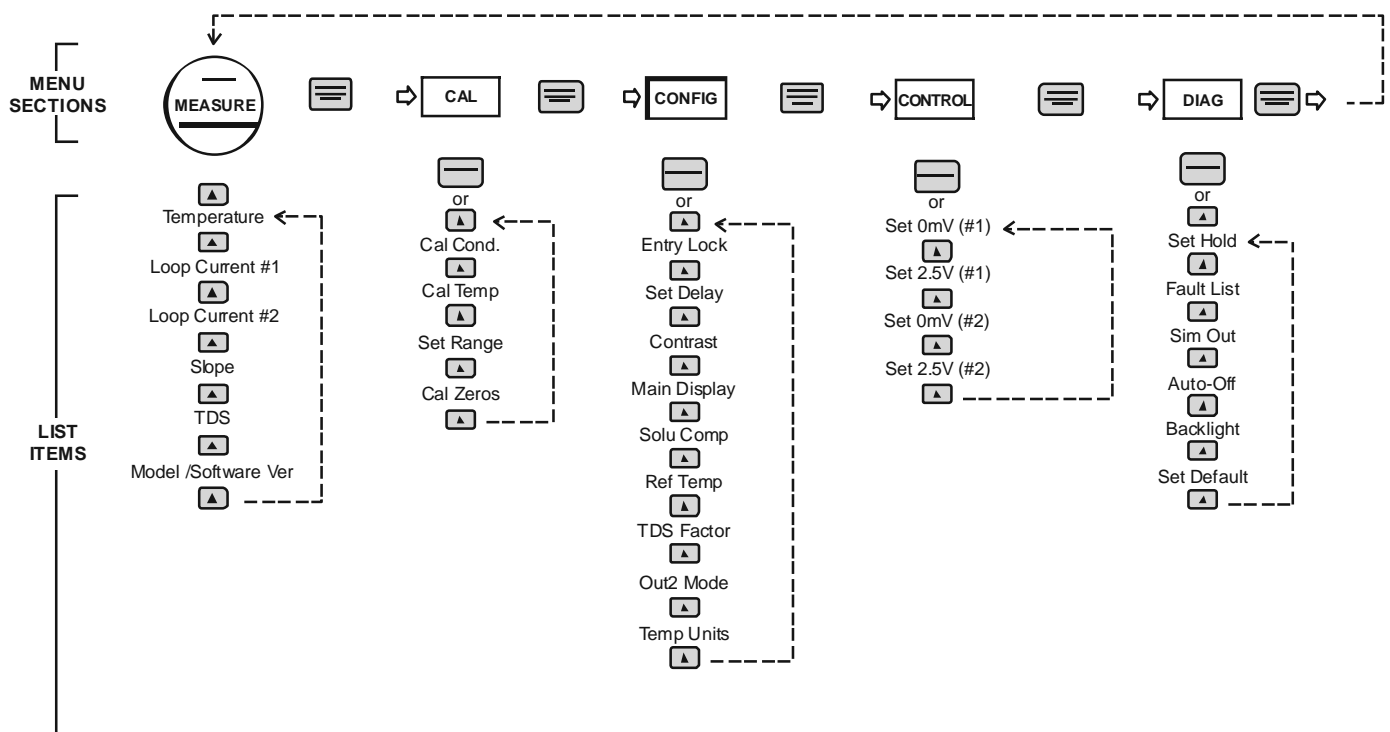 MENU
SECTIONS
MEASURE
CAL
CONFIG
CONTROL
DIAG
LIST
ITEMS
Temperature
Loop Current #1
Loop Current #2
Slope
TDS
Model /Software Ver
or
Cal Cond.
Cal Temp
Set Range
Cal Zeros
or
Entry Lock
Set Delay
Contrast
Main Display
Solu Comp
Ref Temp
TDS Factor
Out2 Mode
Temp Units
or
Set 0mV (#1)
Set 2.5V (#1)
Set 0mV (#2)
Set 2.5V (#2)
or
Set Hold
Fault List
Sim Out
Auto-Off
Backlight
Set Default